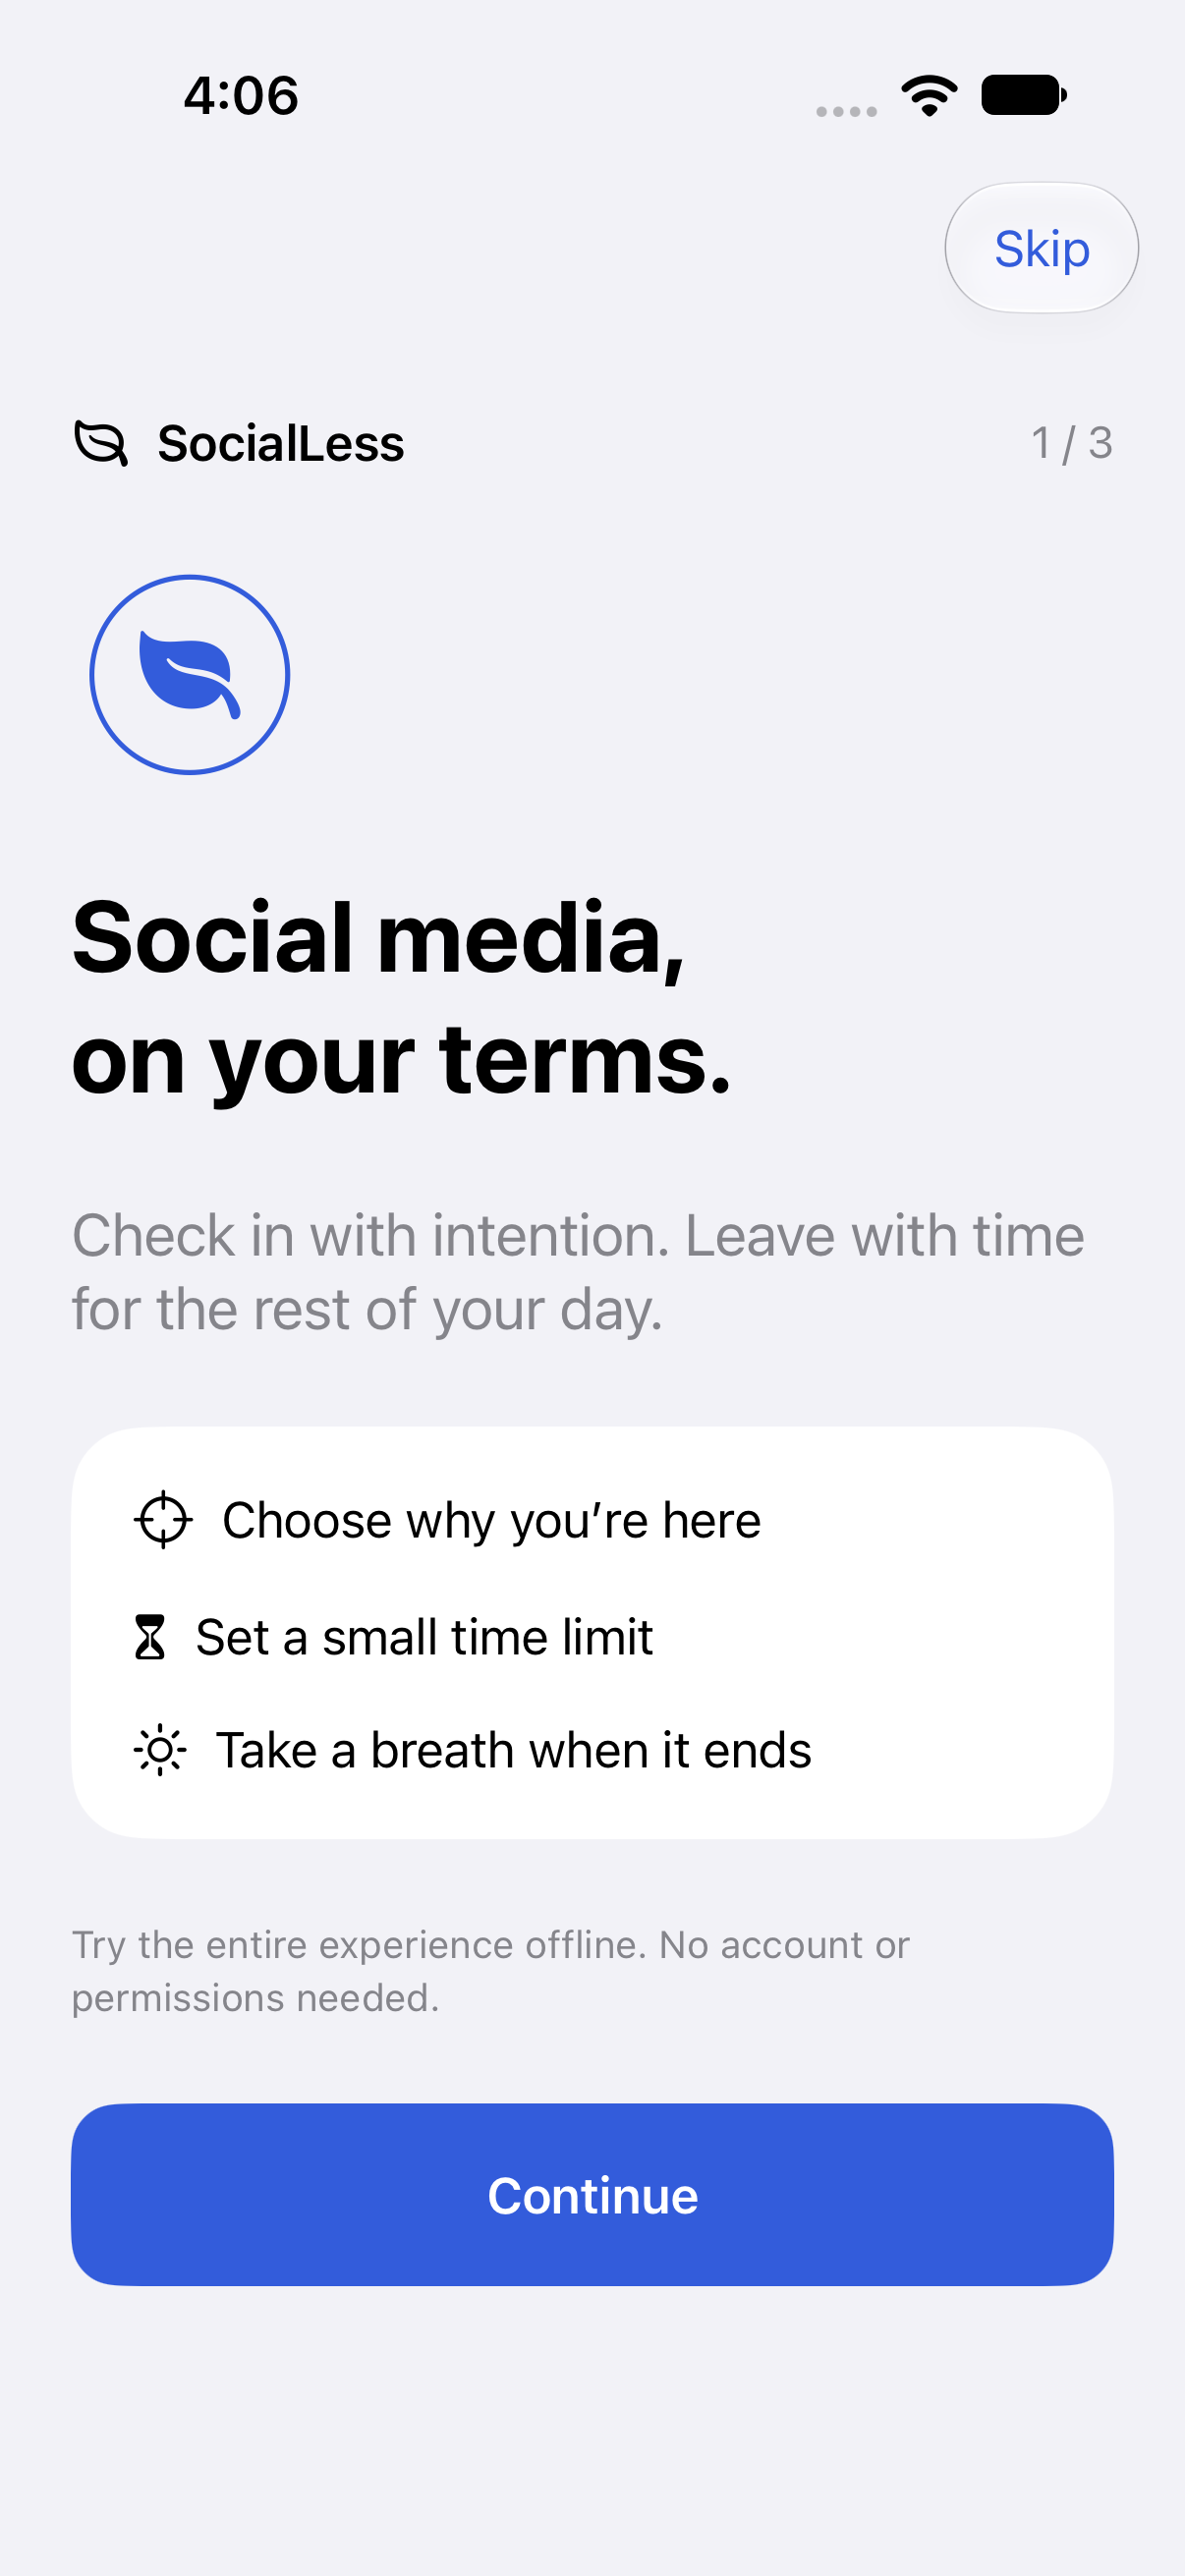 4:06
Skip
SocialLess
1 / 3
Social media,
on your terms.
Check in with intention. Leave with time
for the rest of your day.
Choose why you’re here
Set a small time limit
Take a breath when it ends
Try the entire experience offline. No account or
permissions needed.
Continue